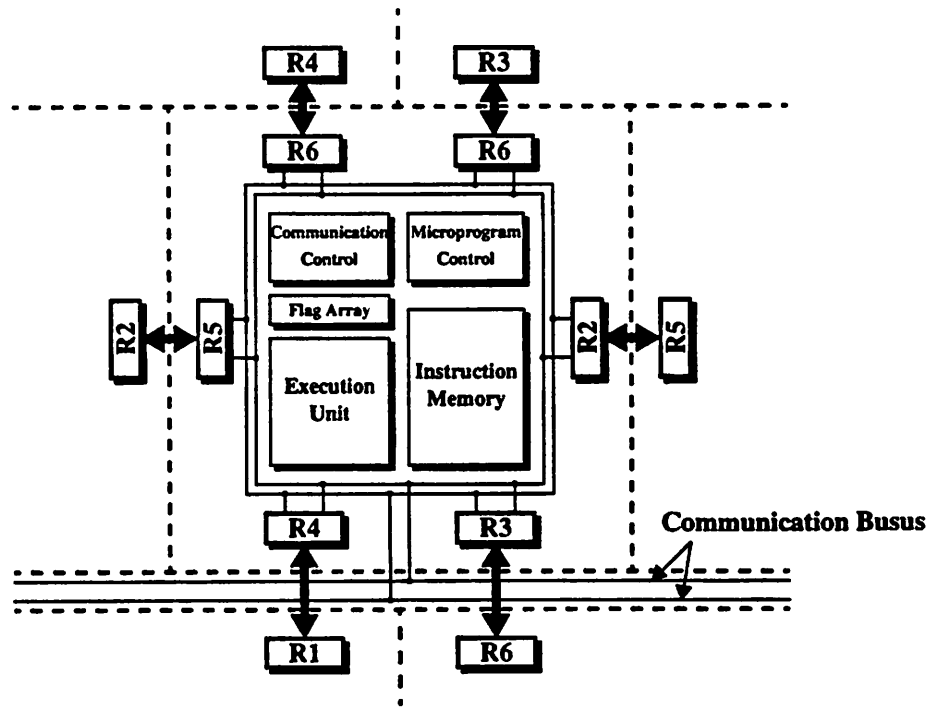 R4
R3
R6
R6
Communication
Control
Microprogram
Control
Flag Array
R2
R5
R2
R5
Execution
Unit
Instruction
Memory
R4
R3
Communication Busus
R1
R6